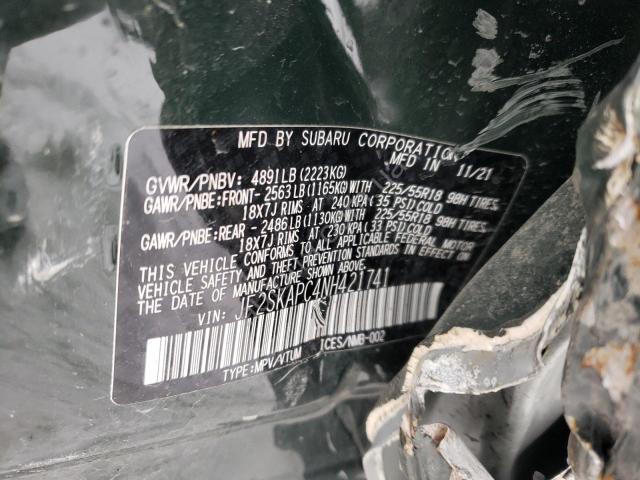 MFD BY SUBARU CORPORATION
MFD IN 11/21
GVWR/PNBV: 4891LB(2223KG)
GAWR/PNBE:FRONT-2563LB(1165KG)WITH 225/55R18 98H TIRES,
18X7J RIMS AT 240 KPA(35 PSI)COLD
GAWR/PNBE:REAR -2486LB(1130KG)WITH 225/55R18 98H TIRES,
18X7J RIMS AT 230 KPA(33 PSI)COLD
THIS VEHICLE CONFORMS TO ALL APPLICABLE FEDERAL MOTOR
VEHICLE SAFETY AND THEFT PREVENTION STANDARDS IN EFFECT ON
THE DATE OF MANUFACTURE SHOWN ABOVE.
VIN: JF2SKAPC4NH421741
TYPE:MPV/VTUM ICES/NMB-002